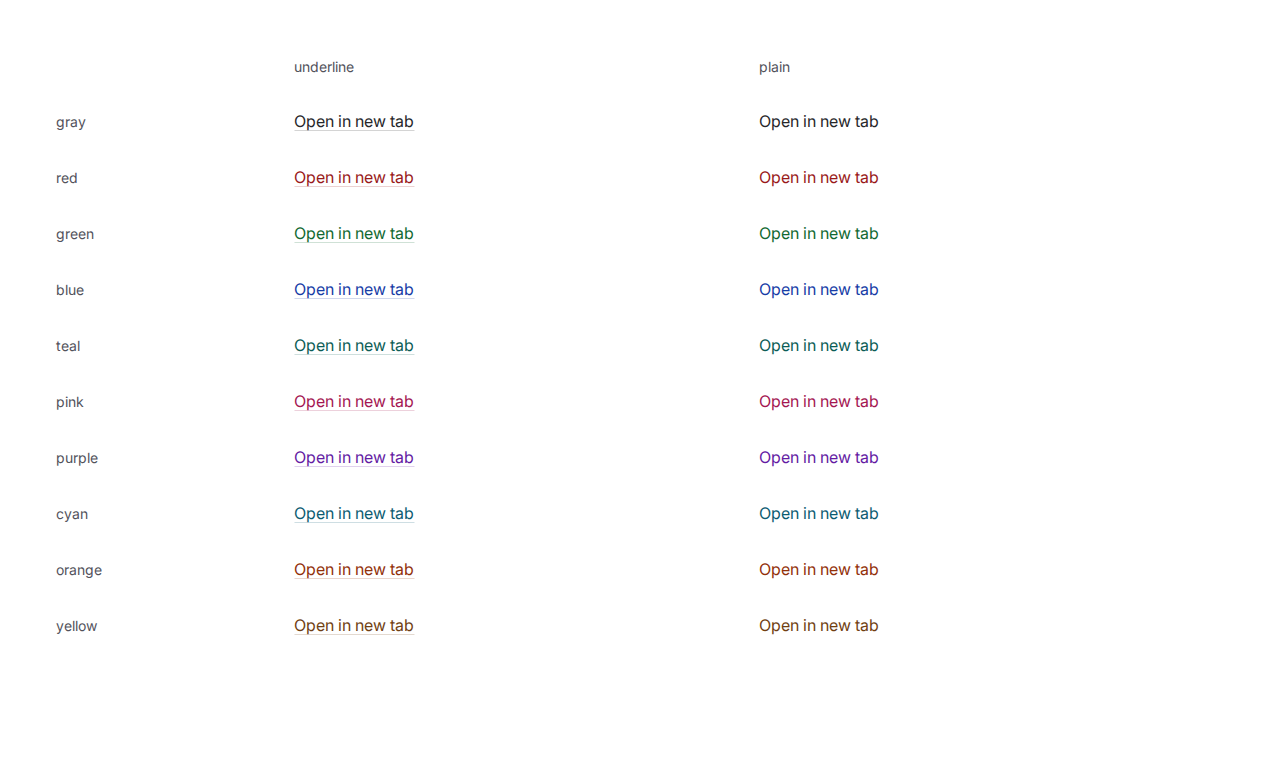 underline plain
gray Open in new tab Open in new tab
red Open in new tab Open in new tab
green Open in new tab Open in new tab
blue Open in new tab Open in new tab
teal Open in new tab Open in new tab
pink Open in new tab Open in new tab
purple Open in new tab Open in new tab
cyan Open in new tab Open in new tab
orange Open in new tab Open in new tab
yellow Open in new tab Open in new tab